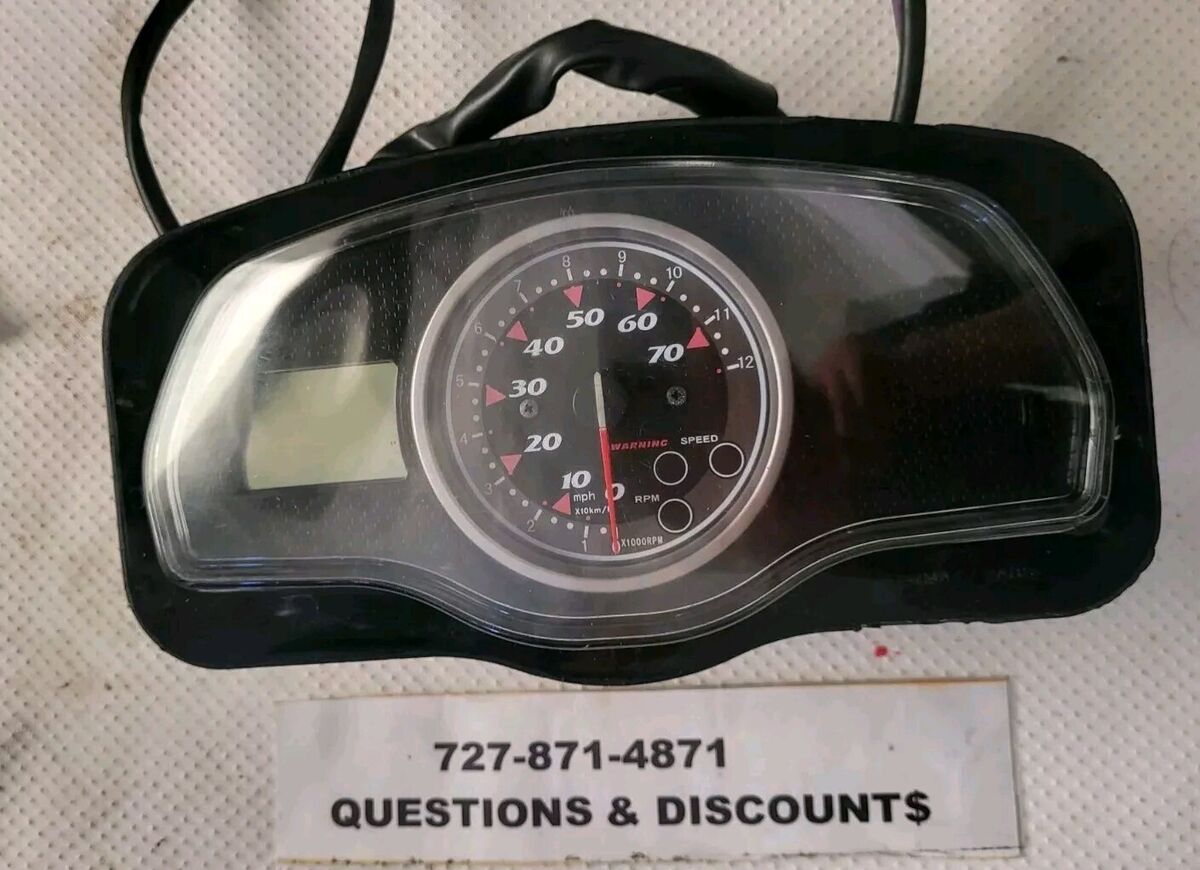 8 9 10 11 12
7 6 5 4 3 2 1 0
50 60 70
40
30
20
10 0
WARNING SPEED
mph RPM
X10km/
X1000RPM
727-871-4871
QUESTIONS & DISCOUNT$